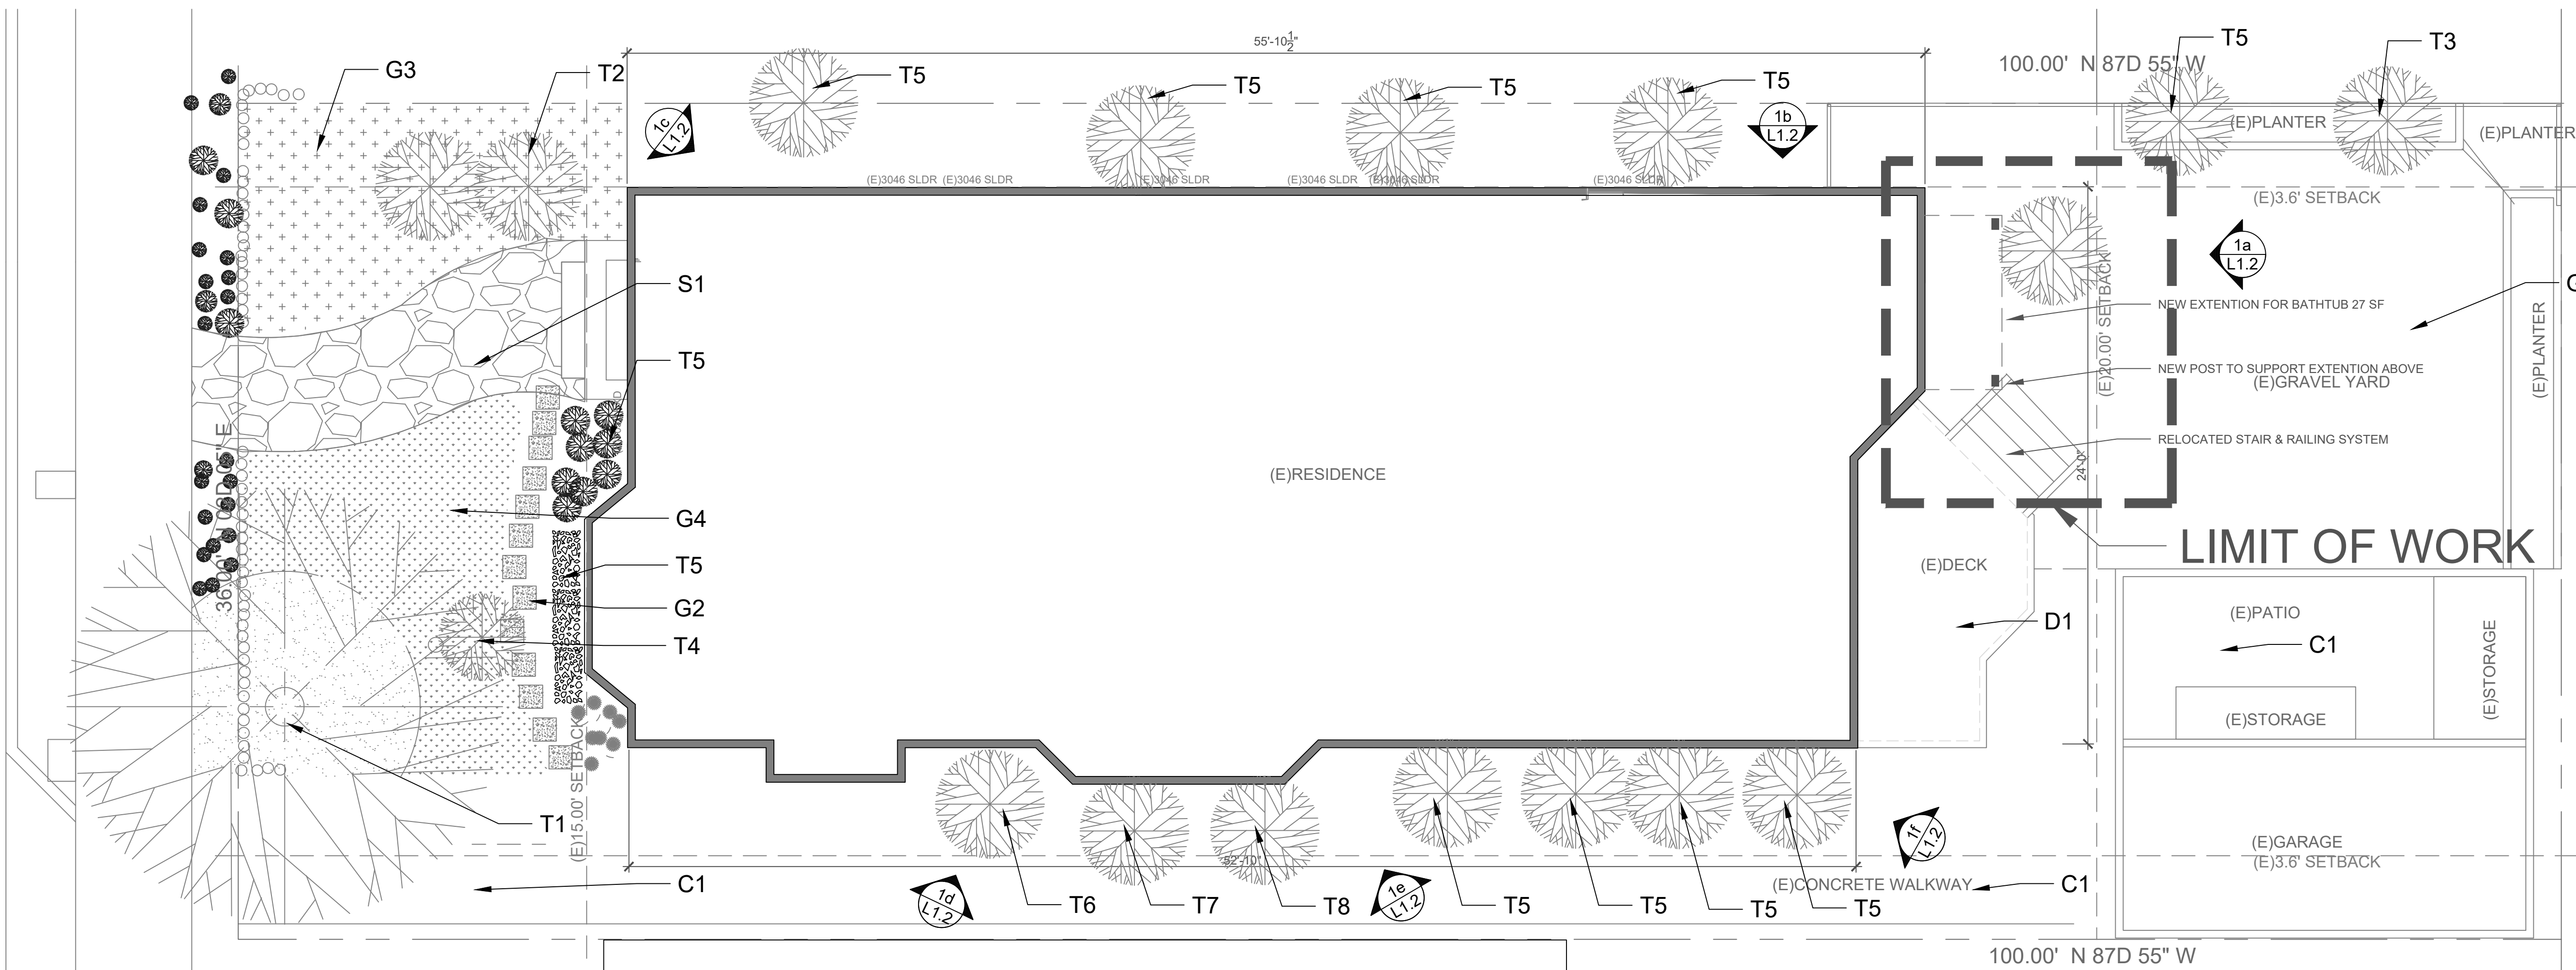 55'-10 1/2"
T5
T3
100.00' N 87D 55" W
G3
T2
T5
T5
T5
T5
1c
L1.2
1b
L1.2
(E)PLANTER
(E)PLANTER
(E)3046 SLDR
(E)3046 SLDR
(E)3046 SLDR
(E)3046 SLDR
(E)3046 SLDR
(E)3046 SLDR
(E)3.6' SETBACK
1a
L1.2
S1
NEW EXTENTION FOR BATHTUB 27 SF
(E)20.00' SETBACK
(E)PLANTER
T5
NEW POST TO SUPPORT EXTENTION ABOVE
(E)GRAVEL YARD
RELOCATED STAIR & RAILING SYSTEM
24'-0"
(E)RESIDENCE
G4
LIMIT OF WORK
T5
(E)DECK
G2
(E)PATIO
D1
T4
C1
(E)STORAGE
(E)STORAGE
(E)15.00' SETBACK
T1
(E)GARAGE
(E)3.6' SETBACK
1f
L1.2
52'-10"
C1
(E)CONCRETE WALKWAY
C1
1d
L1.2
1e
L1.2
T6
T7
T8
T5
T5
T5
T5
100.00' N 87D 55" W